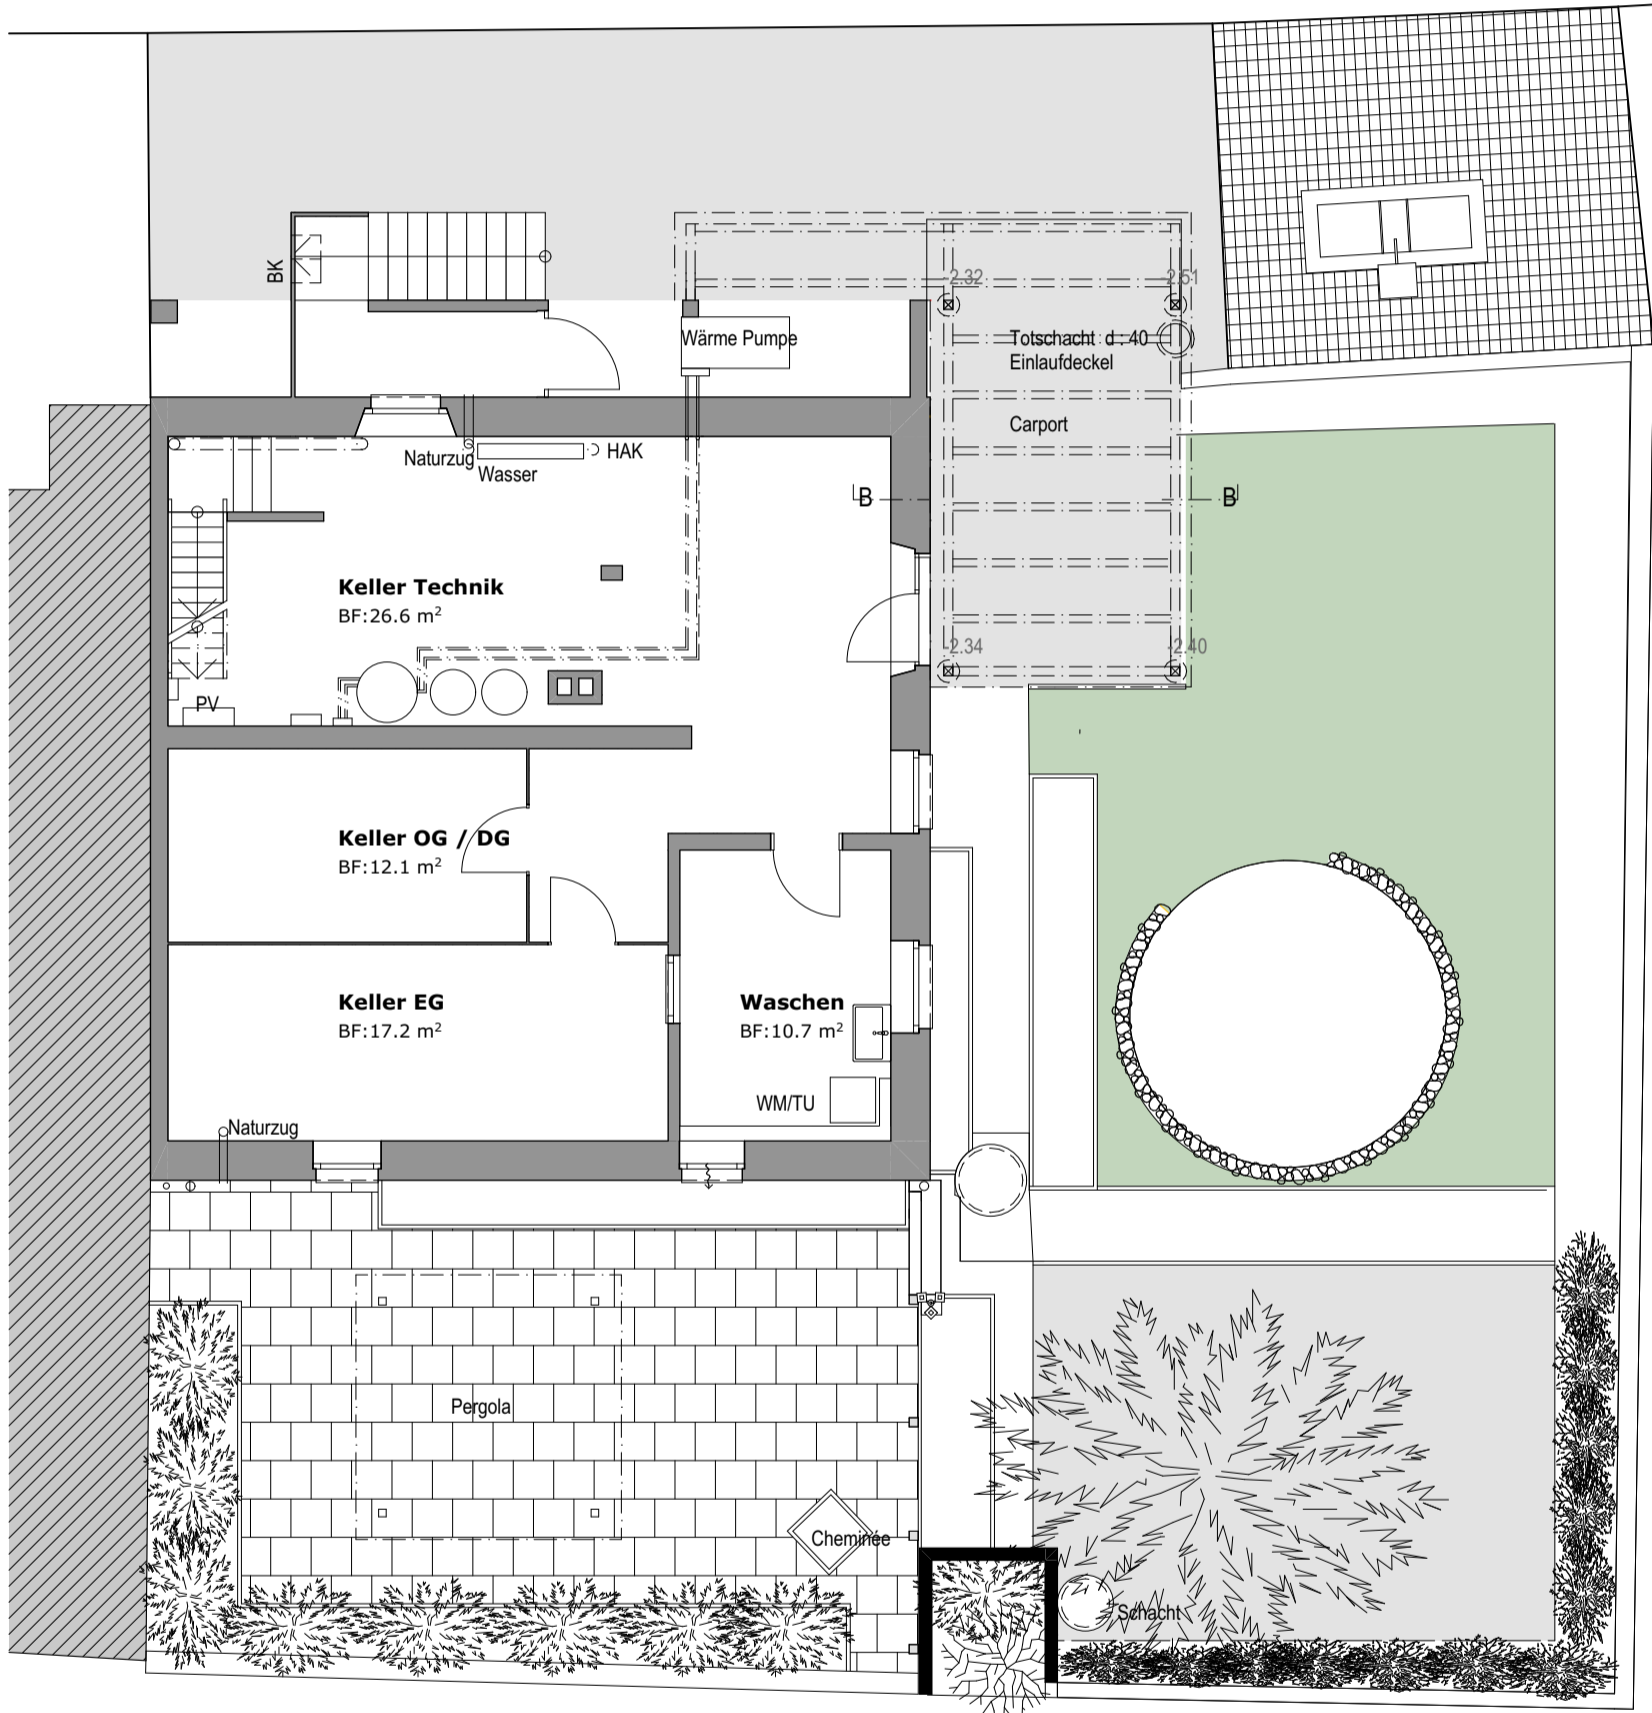 BK
-2.32
-2.51
Wärme Pumpe
Totschacht d : 40
Einlaufdeckel
Carport
Naturzug
Wasser
HAK
B
B
Keller Technik
BF:26.6 m²
-2.34
-2.40
PV
Keller OG / DG
BF:12.1 m²
Keller EG
BF:17.2 m²
Waschen
BF:10.7 m²
WM/TU
Naturzug
Pergola
Cheminée
Schacht